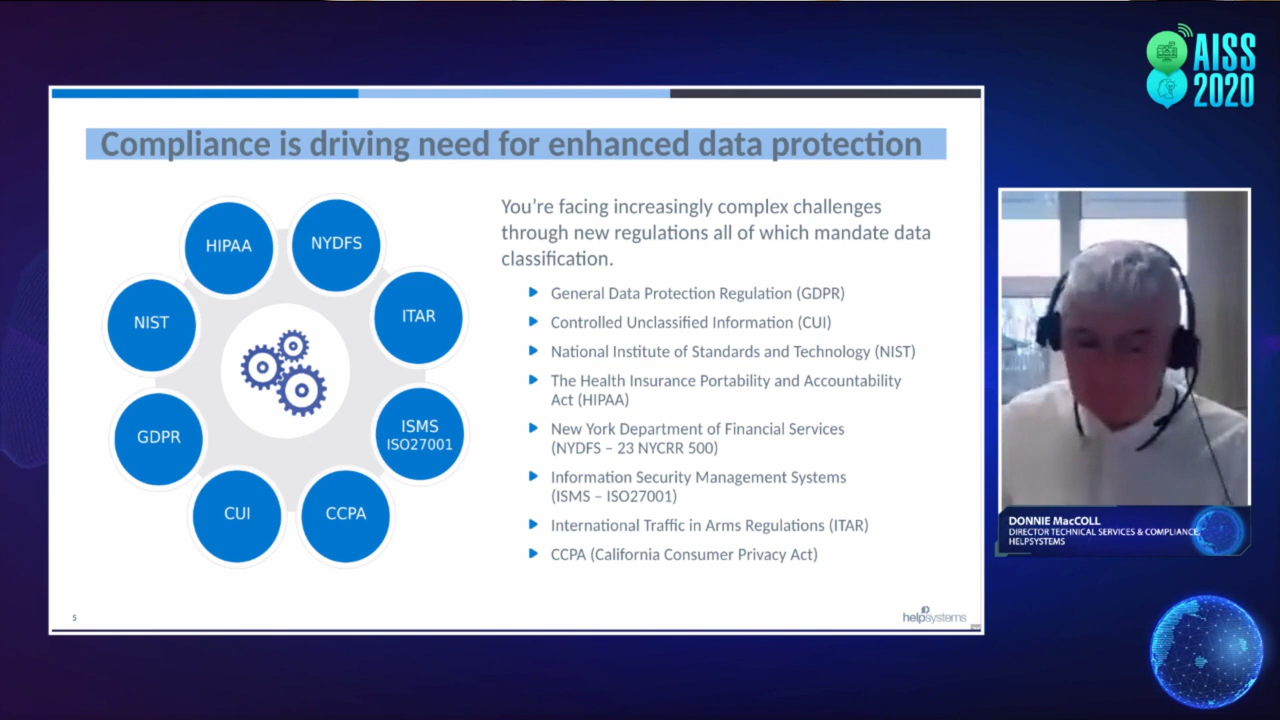 AISS
2020
Compliance is driving need for enhanced data protection
HIPAA
NYDFS
NIST
ITAR
GDPR
ISMS
ISO27001
CUI
CCPA
You’re facing increasingly complex challenges
through new regulations all of which mandate data
classification.
General Data Protection Regulation (GDPR)
Controlled Unclassified Information (CUI)
National Institute of Standards and Technology (NIST)
The Health Insurance Portability and Accountability
Act (HIPAA)
New York Department of Financial Services
(NYDFS – 23 NYCRR 500)
Information Security Management Systems
(ISMS – ISO27001)
International Traffic in Arms Regulations (ITAR)
CCPA (California Consumer Privacy Act)
5
helpsystems
DONNIE MacCOLL
DIRECTOR TECHNICAL SERVICES & COMPLIANCE,
HELPSYSTEMS